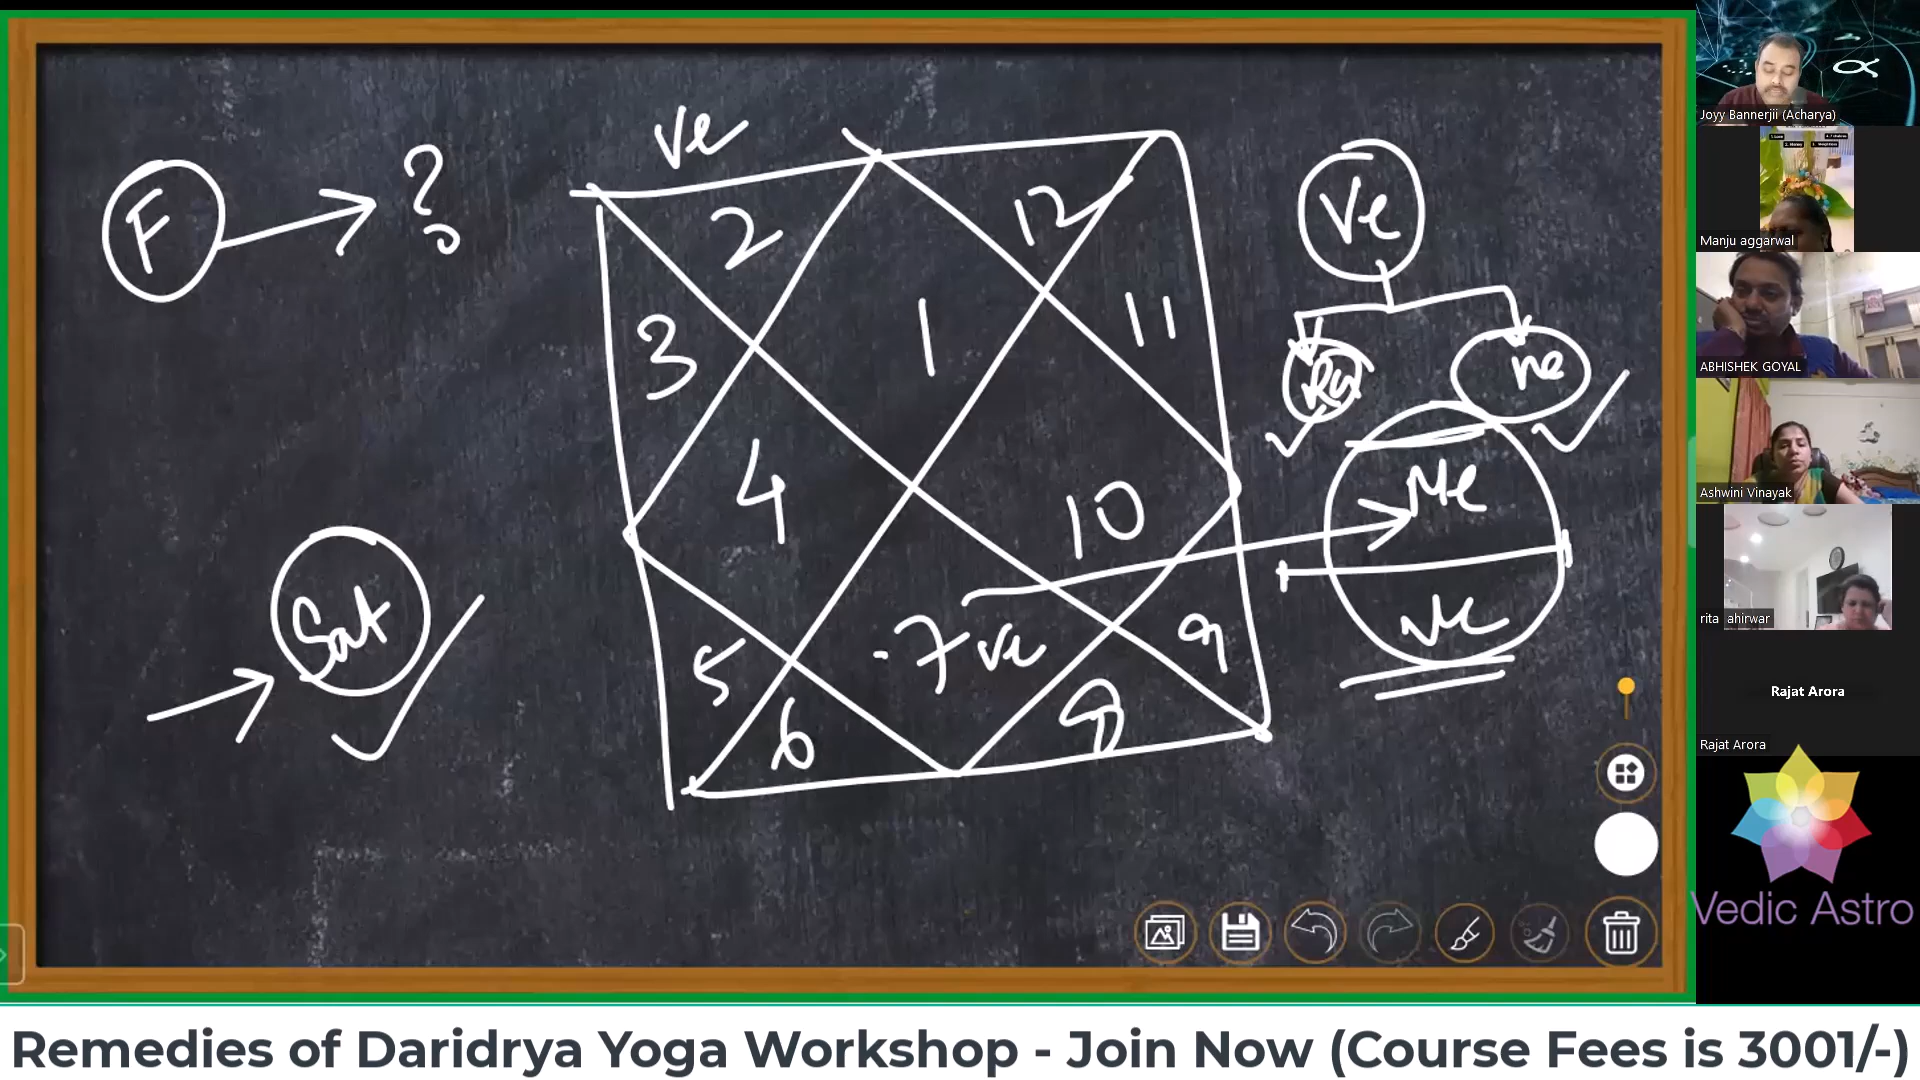 ve
F
?
2
12
Ve
3
1
11
Ra
ne
4
10
Me
Sat
5
-7 ve
9
ve
6
8
Joyy Bannerjii (Acharya)
Manju aggarwal
ABHISHEK GOYAL
Ashwini Vinayak
rita ahirwar
Rajat Arora
Rajat Arora
Vedic Astro
Remedies of Daridrya Yoga Workshop - Join Now (Course Fees is 3001/-)